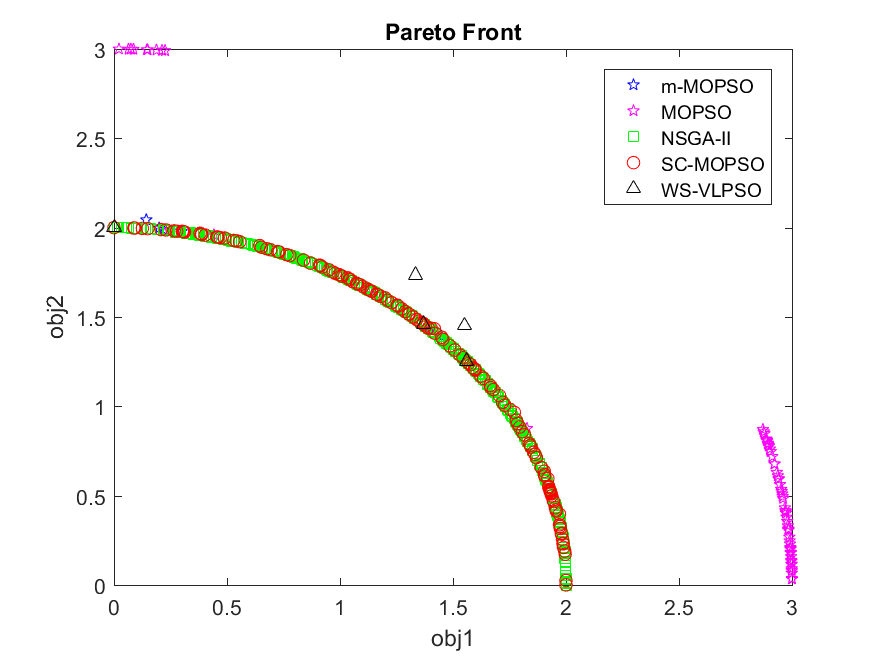 Pareto Front
3
2.5
2
1.5
1
0.5
0
obj2
0
0.5
1
1.5
2
2.5
3
obj1
m-MOPSO
MOPSO
NSGA-II
SC-MOPSO
WS-VLPSO